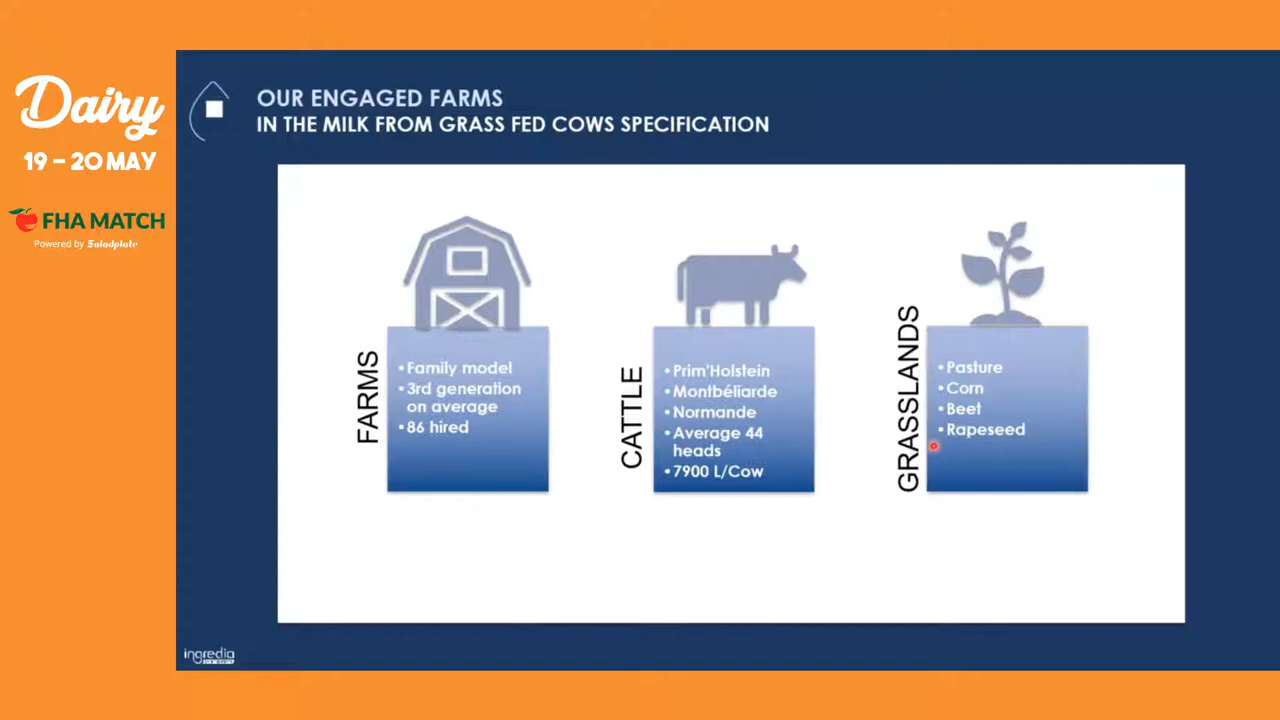 Dairy
19 – 20 MAY
FHA MATCH
Powered by Saladplate
OUR ENGAGED FARMS
IN THE MILK FROM GRASS FED COWS SPECIFICATION
FARMS
• Family model
• 3rd generation
on average
• 86 hired
CATTLE
• Prim'Holstein
• Montbéliarde
• Normande
• Average 44
heads
• 7900 L/Cow
GRASSLANDS
• Pasture
• Corn
• Beet
• Rapeseed
ingredia